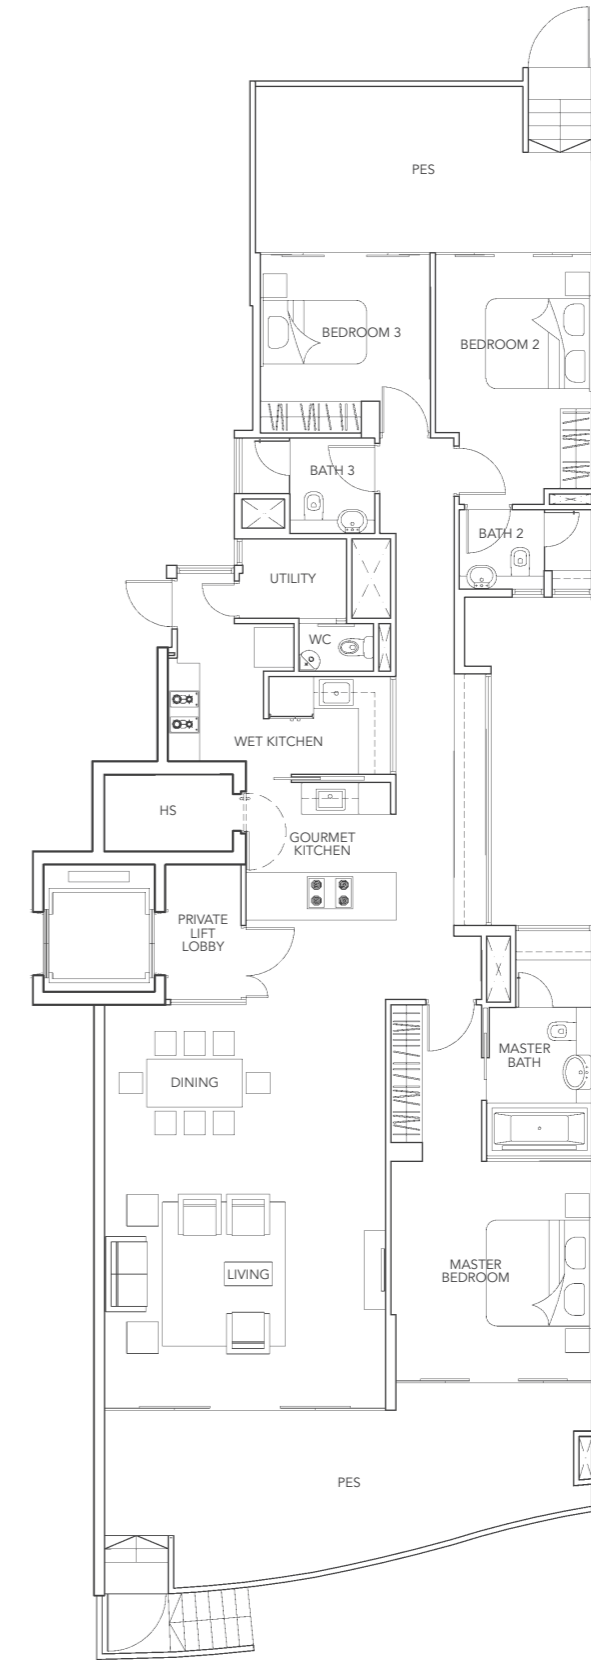 PES
BEDROOM 3
BEDROOM 2
BATH 3
BATH 2
UTILITY
WC
WET KITCHEN
HS
GOURMET
KITCHEN
PRIVATE
LIFT
LOBBY
MASTER
BATH
DINING
LIVING
MASTER
BEDROOM
PES